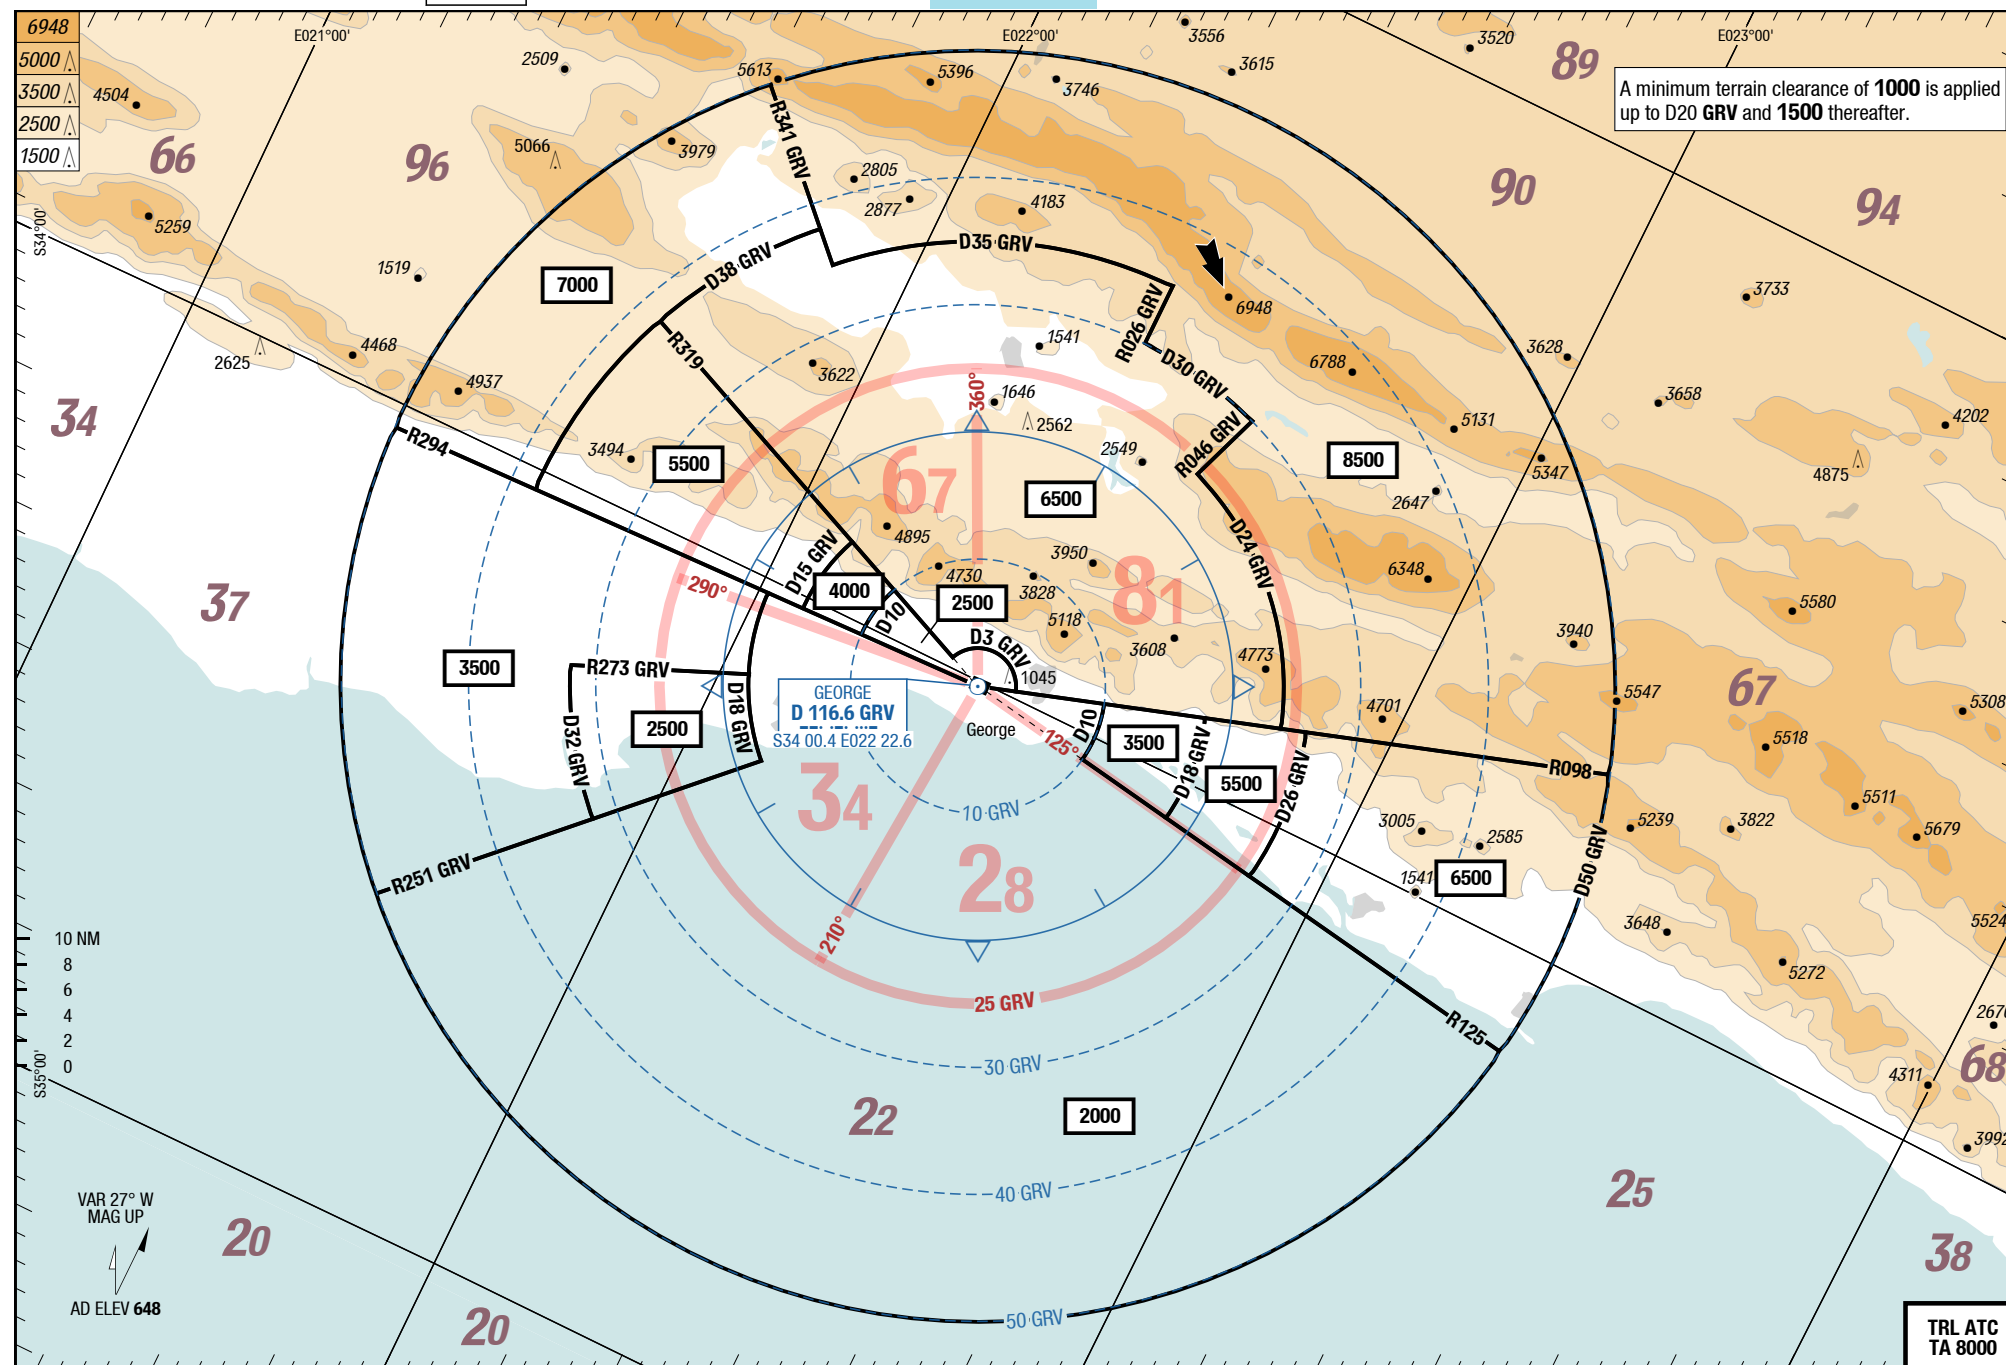 6948
5000
3500
2500
1500
E021°00'
E022°00'
E023°00'
S34°00'
S35°00'
A minimum terrain clearance of 1000 is applied
up to D20 GRV and 1500 thereafter.
2509
5613
5396
3746
3556
3615
3520
89
4504
66
96
5066
3979
R341 GRV
2805
2877
4183
90
94
5259
1519
7000
D38 GRV
D35 GRV
R026 GRV
6948
3733
2625
4468
4937
R319
3622
1541
D30 GRV
6788
3628
3658
4202
34
R294
3494
5500
360°
1646
2562
2549
R046 GRV
5131
5347
8500
2647
4875
67
6500
4895
D15 GRV
4000
D10
4730
3950
3828
2500
5118
3608
81
D24 GRV
6348
4773
5580
3940
37
290°
3500
R273 GRV
D3 GRV
1045
D32 GRV
2500
D18 GRV
GEORGE
D 116.6 GRV
S34 00.4 E022 22.6
George
125°
D10
3500
D18 GRV
5500
D26 GRV
4701
R098
5547
67
5308
5518
5511
5679
5239
3822
D50 GRV
R251 GRV
34
10 GRV
28
210°
25 GRV
3005
2585
1541
6500
3648
5524
5272
R125
30 GRV
40 GRV
50 GRV
68
4311
22
2000
25
38
20
20
10 NM
8
6
4
2
0
VAR 27° W
MAG UP
AD ELEV 648
TRL ATC
TA 8000